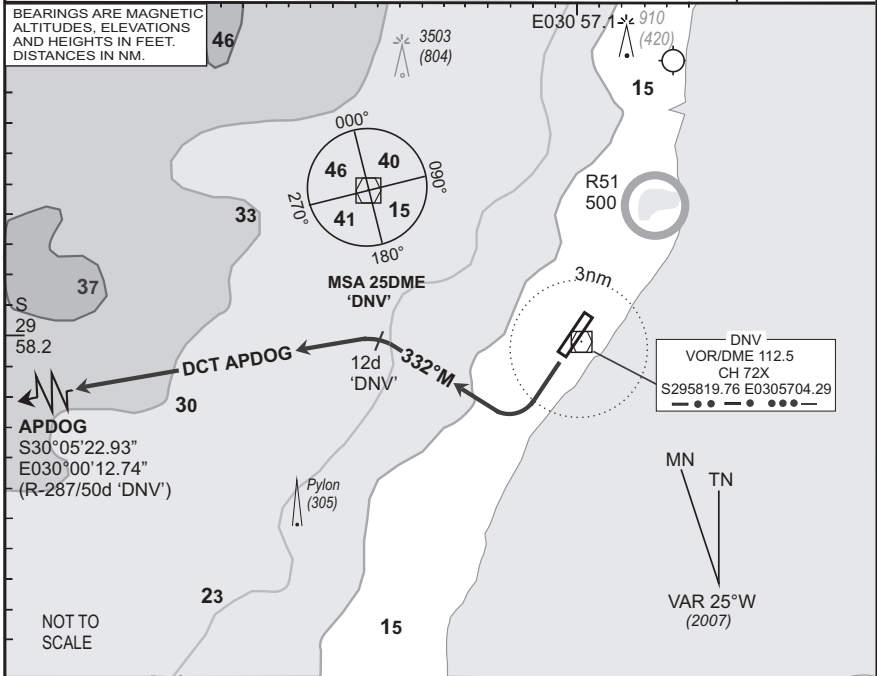 BEARINGS ARE MAGNETIC
ALTITUDES, ELEVATIONS
AND HEIGHTS IN FEET.
DISTANCES IN NM.
46
3503
(804)
E030 57.1
910
(420)
15
000°
46
40
090°
270°
41
15
180°
MSA 25DME
'DNV'
R51
500
33
37
S
29
58.2
3nm
DNV
VOR/DME 112.5
CH 72X
S295819.76 E0305704.29
DCT APDOG
12d
'DNV'
332°M
30
APDOG
S30°05'22.93"
E030°00'12.74"
(R-287/50d 'DNV')
Pylon
(305)
MN
TN
VAR 25°W
(2007)
23
NOT TO
SCALE
15